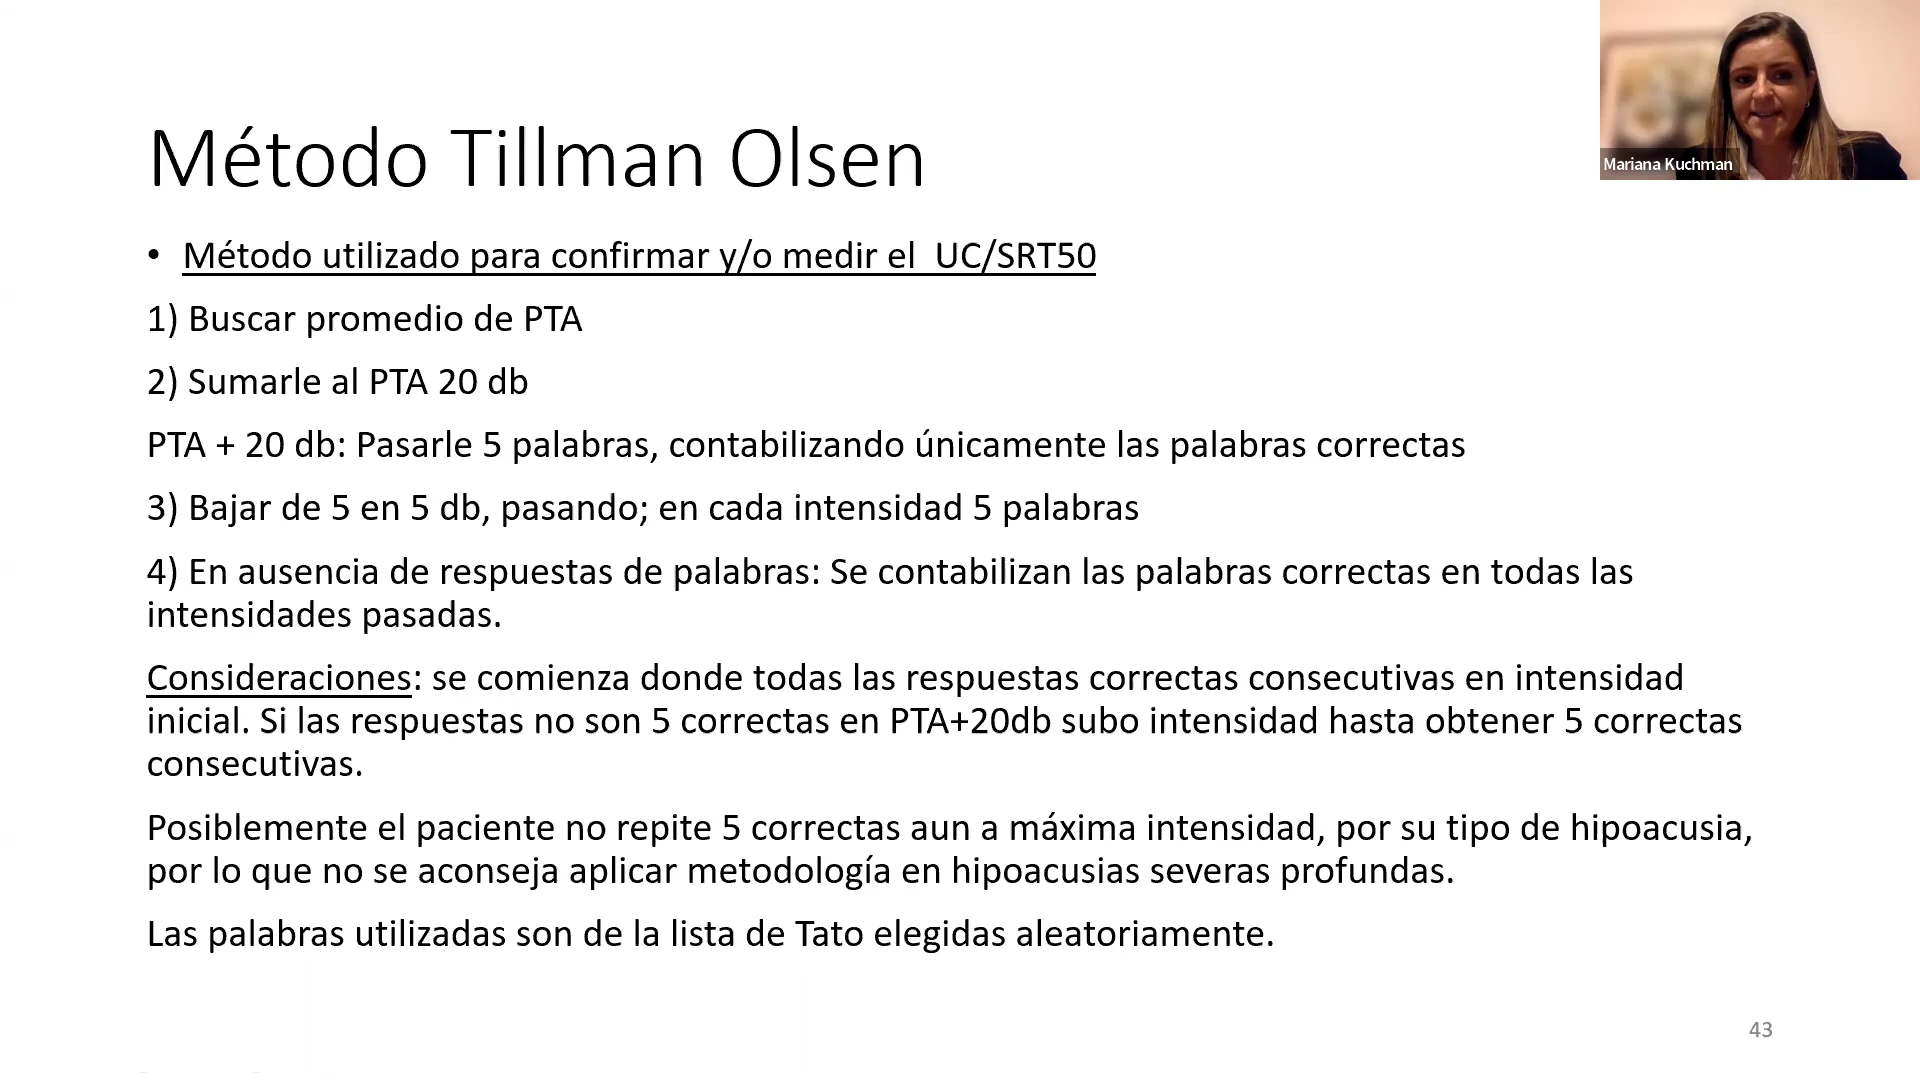 Método Tillman Olsen
Mariana Kuchman
• Método utilizado para confirmar y/o medir el  UC/SRT50
1) Buscar promedio de PTA
2) Sumarle al PTA 20 db
PTA + 20 db: Pasarle 5 palabras, contabilizando únicamente las palabras correctas
3) Bajar de 5 en 5 db, pasando; en cada intensidad 5 palabras
4) En ausencia de respuestas de palabras: Se contabilizan las palabras correctas en todas las
intensidades pasadas.
Consideraciones: se comienza donde todas las respuestas correctas consecutivas en intensidad
inicial. Si las respuestas no son 5 correctas en PTA+20db subo intensidad hasta obtener 5 correctas
consecutivas.
Posiblemente el paciente no repite 5 correctas aun a máxima intensidad, por su tipo de hipoacusia,
por lo que no se aconseja aplicar metodología en hipoacusias severas profundas.
Las palabras utilizadas son de la lista de Tato elegidas aleatoriamente.
43